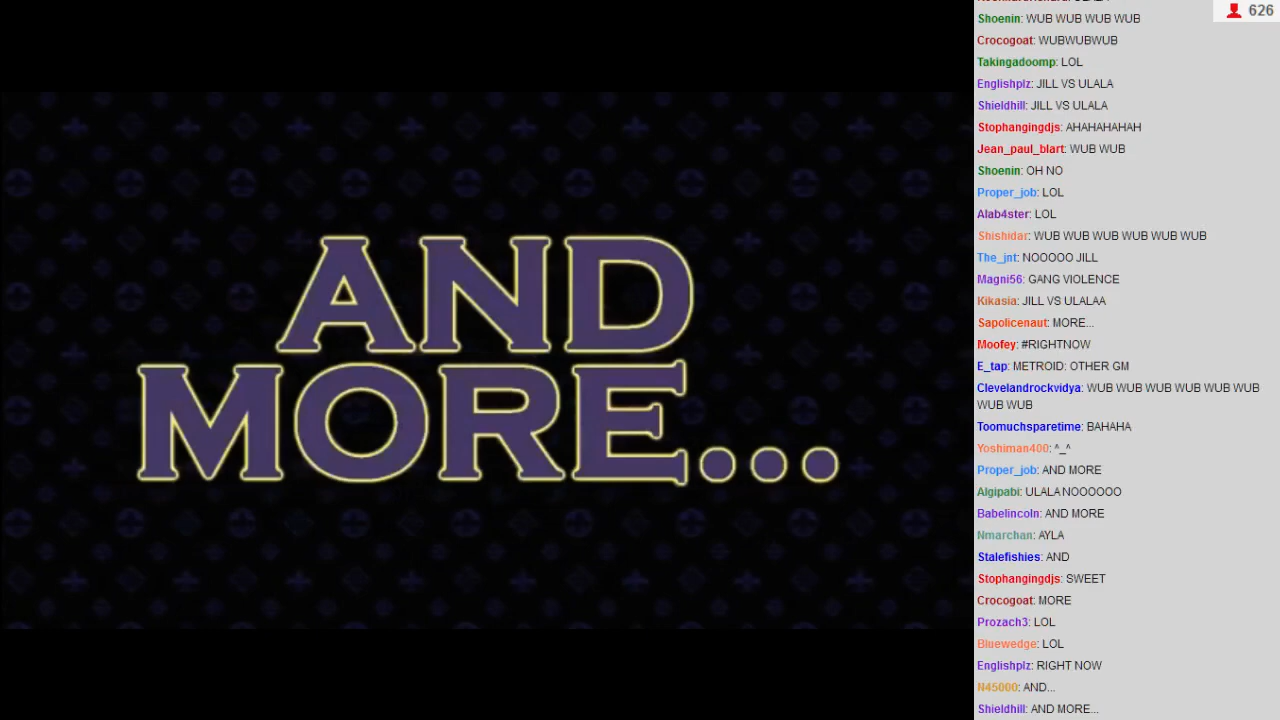 AND
MORE...
626
Shoenin: WUB WUB WUB WUB
Crocogoat: WUBWUBWUB
Takingadoomp: LOL
Englishplz: JILL VS ULALA
Shieldhill: JILL VS ULALA
Stophangingdjs: AHAHAHAHAH
Jean_paul_blart: WUB WUB
Shoenin: OH NO
Proper_job: LOL
Alab4ster: LOL
Shishidar: WUB WUB WUB WUB WUB WUB
The_jnt: NOOOOO JILL
Magni56: GANG VIOLENCE
Kikasia: JILL VS ULALAA
Sapolicenaut: MORE...
Moofey: #RIGHTNOW
E_tap: METROID: OTHER GM
Clevelandrockvidya: WUB WUB WUB WUB WUB WUB
WUB WUB
Toomuchsparetime: BAHAHA
Yoshiman400: ^_^
Proper_job: AND MORE
Algipabi: ULALA NOOOOOO
Babelincoln: AND MORE
Nmarchan: AYLA
Stalefishies: AND
Stophangingdjs: SWEET
Crocogoat: MORE
Prozach3: LOL
Bluewedge: LOL
Englishplz: RIGHT NOW
N45000: AND...
Shieldhill: AND MORE...